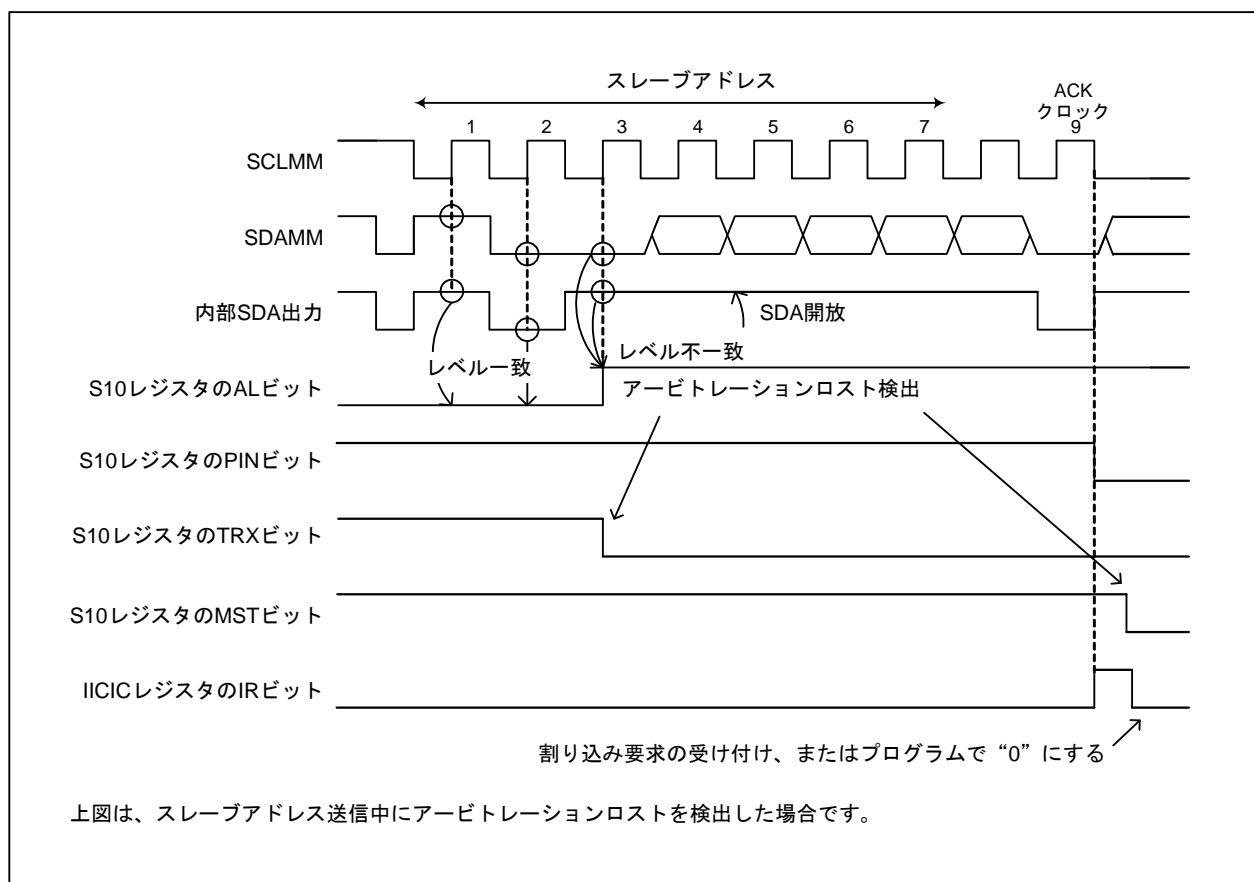 スレーブアドレス
ACK
クロック
1 2 3 4 5 6 7 9
SCLMM
SDAMM
内部SDA出力
SDA開放
レベル一致
レベル不一致
S10レジスタのALビット
アービトレーションロスト検出
S10レジスタのPINビット
S10レジスタのTRXビット
S10レジスタのMSTビット
IICICレジスタのIRビット
割り込み要求の受け付け、またはプログラムで“0”にする
上図は、スレーブアドレス送信中にアービトレーションロストを検出した場合です。